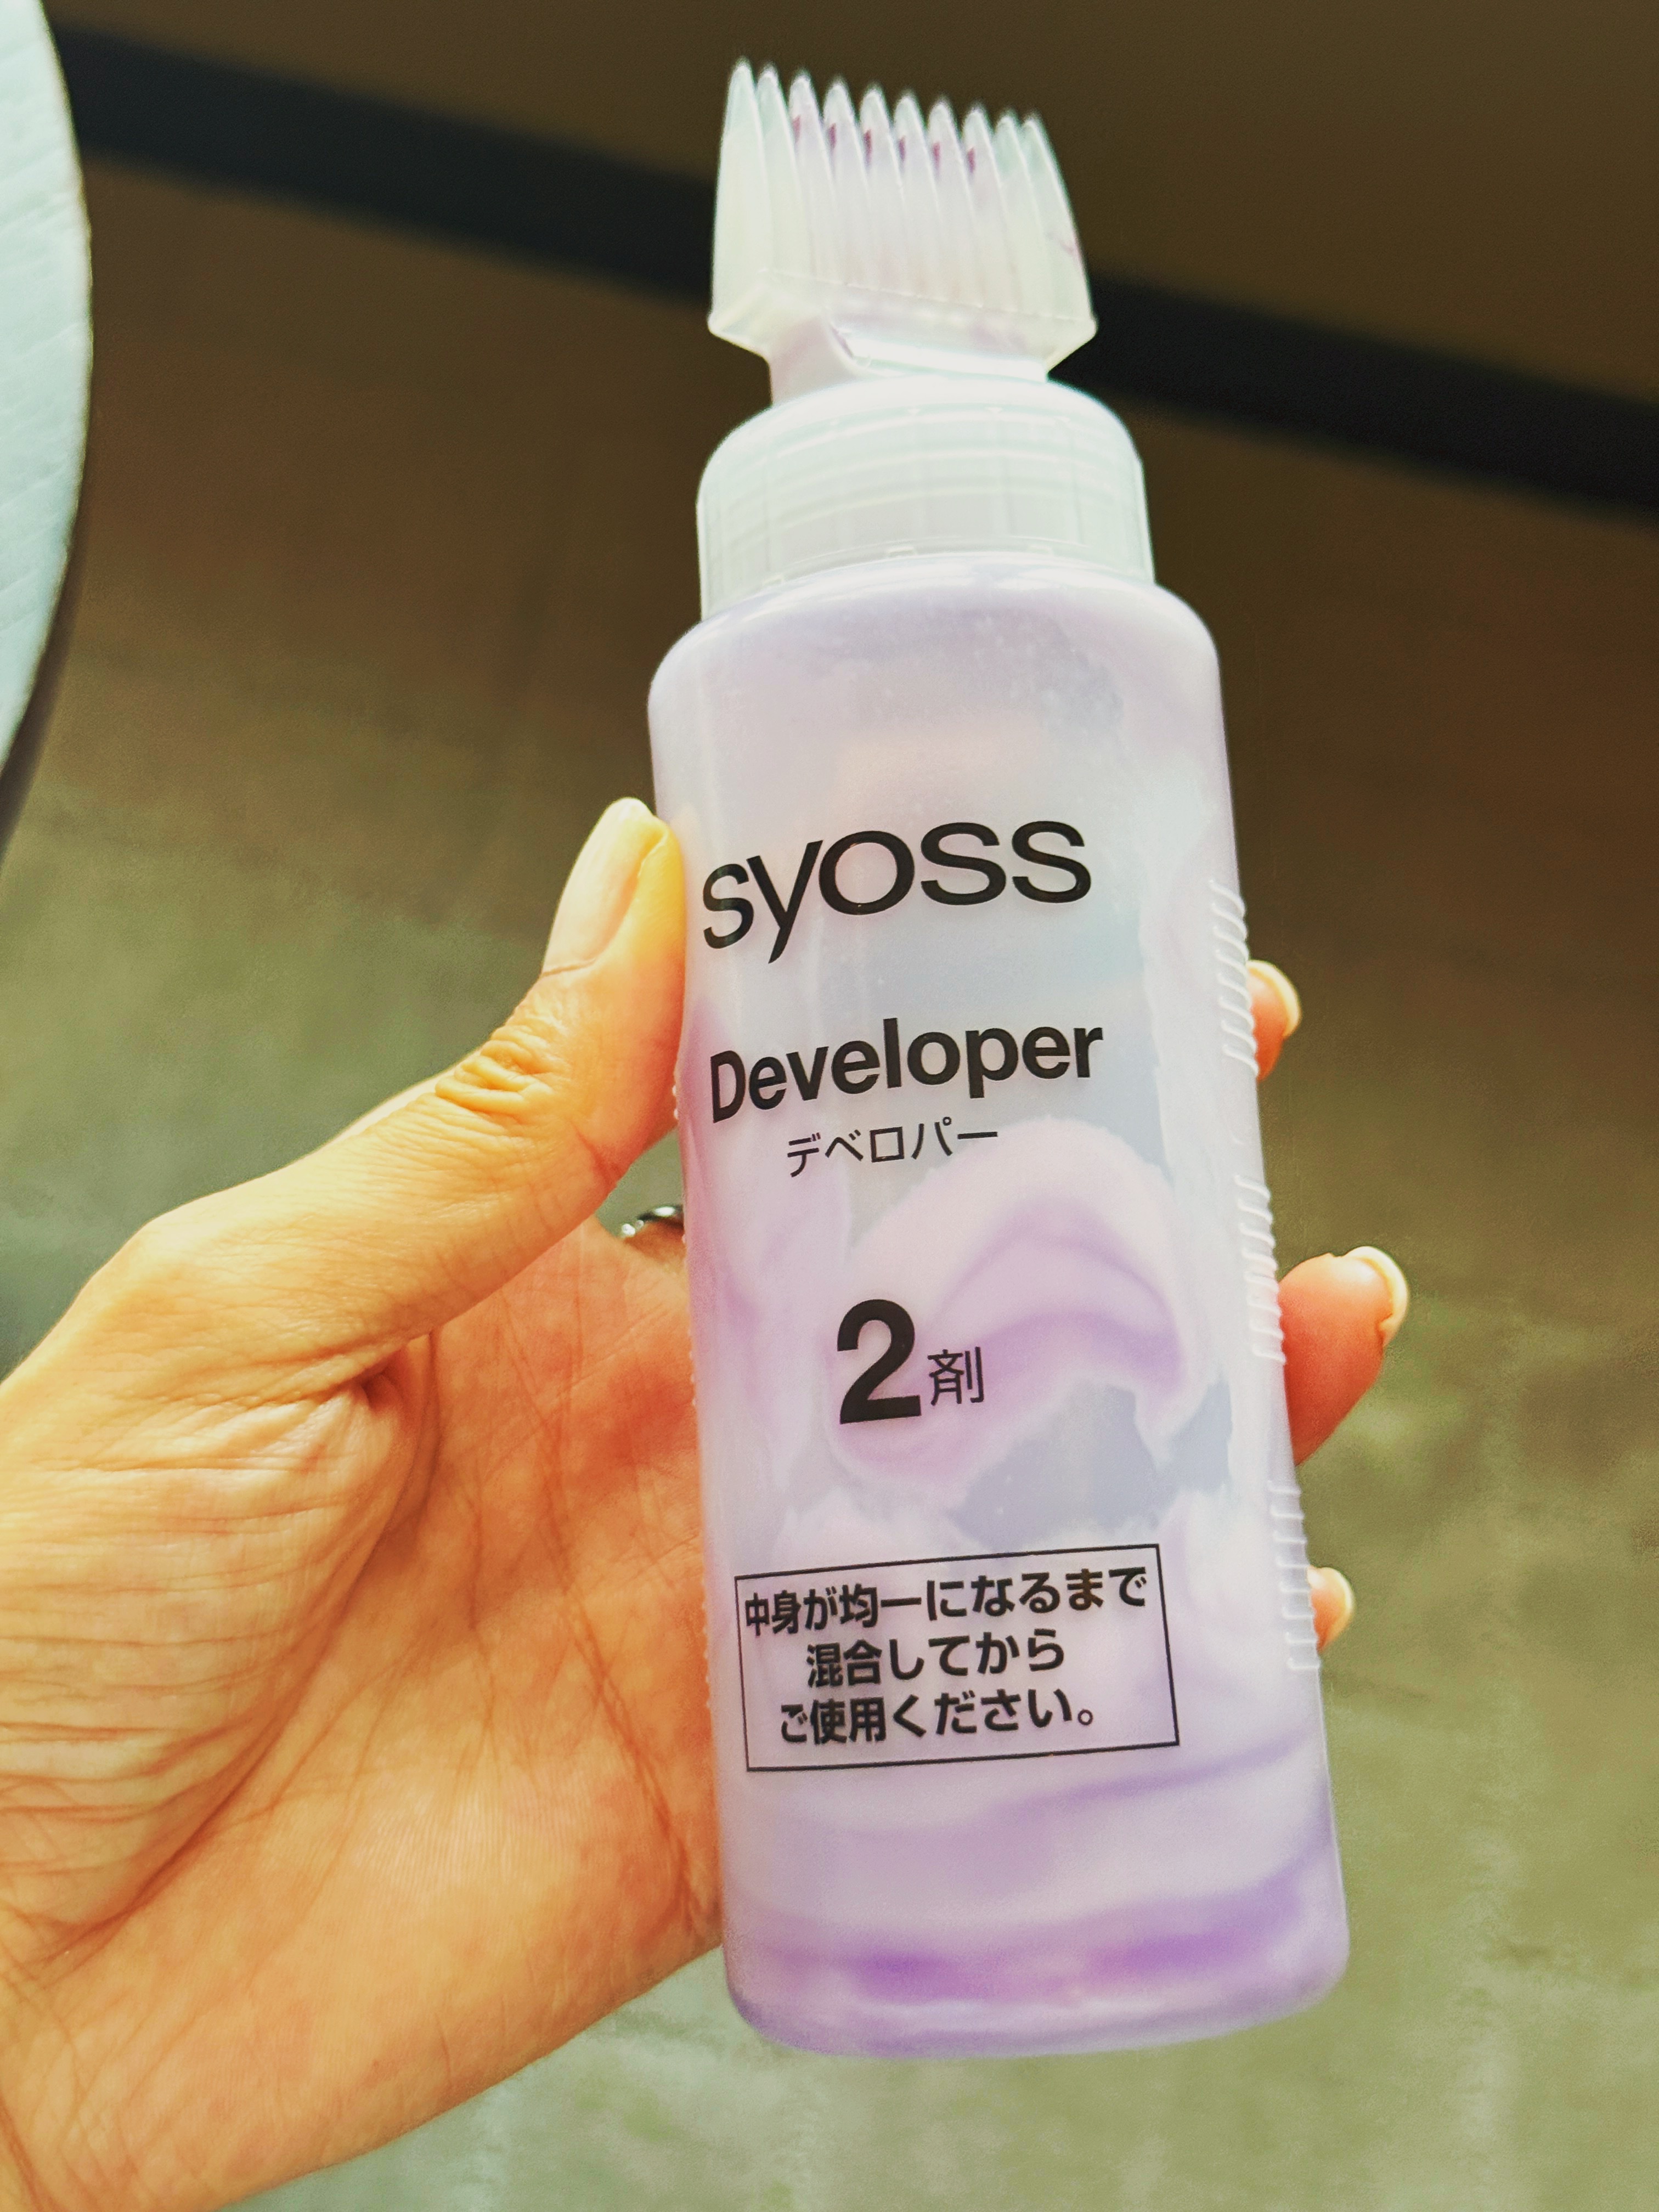 syoss
Developer
デベロパー
2剤
中身が均一になるまで
混合してから
ご使用ください。